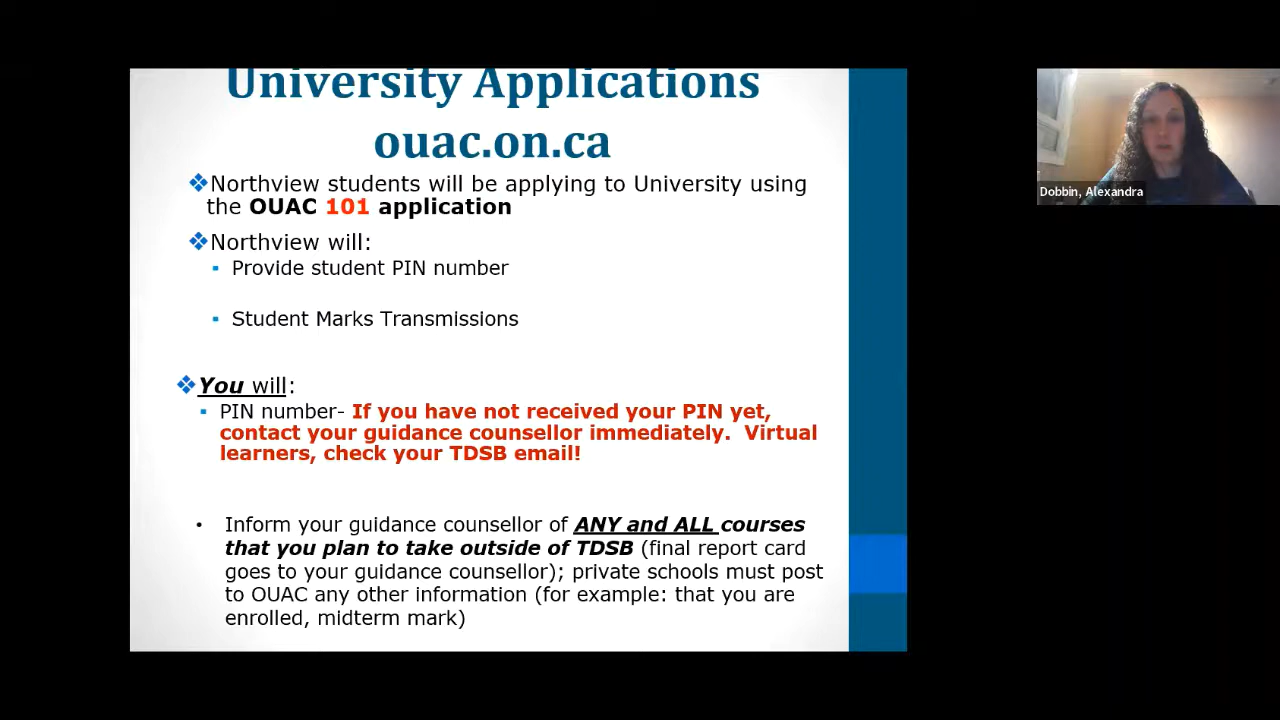 University Applications
ouac.on.ca
❖Northview students will be applying to University using
the OUAC 101 application
❖Northview will:
▪ Provide student PIN number
▪ Student Marks Transmissions
❖You will:
▪ PIN number- If you have not received your PIN yet,
contact your guidance counsellor immediately. Virtual
learners, check your TDSB email!
• Inform your guidance counsellor of ANY and ALL courses
that you plan to take outside of TDSB (final report card
goes to your guidance counsellor); private schools must post
to OUAC any other information (for example: that you are
enrolled, midterm mark)
Dobbin, Alexandra